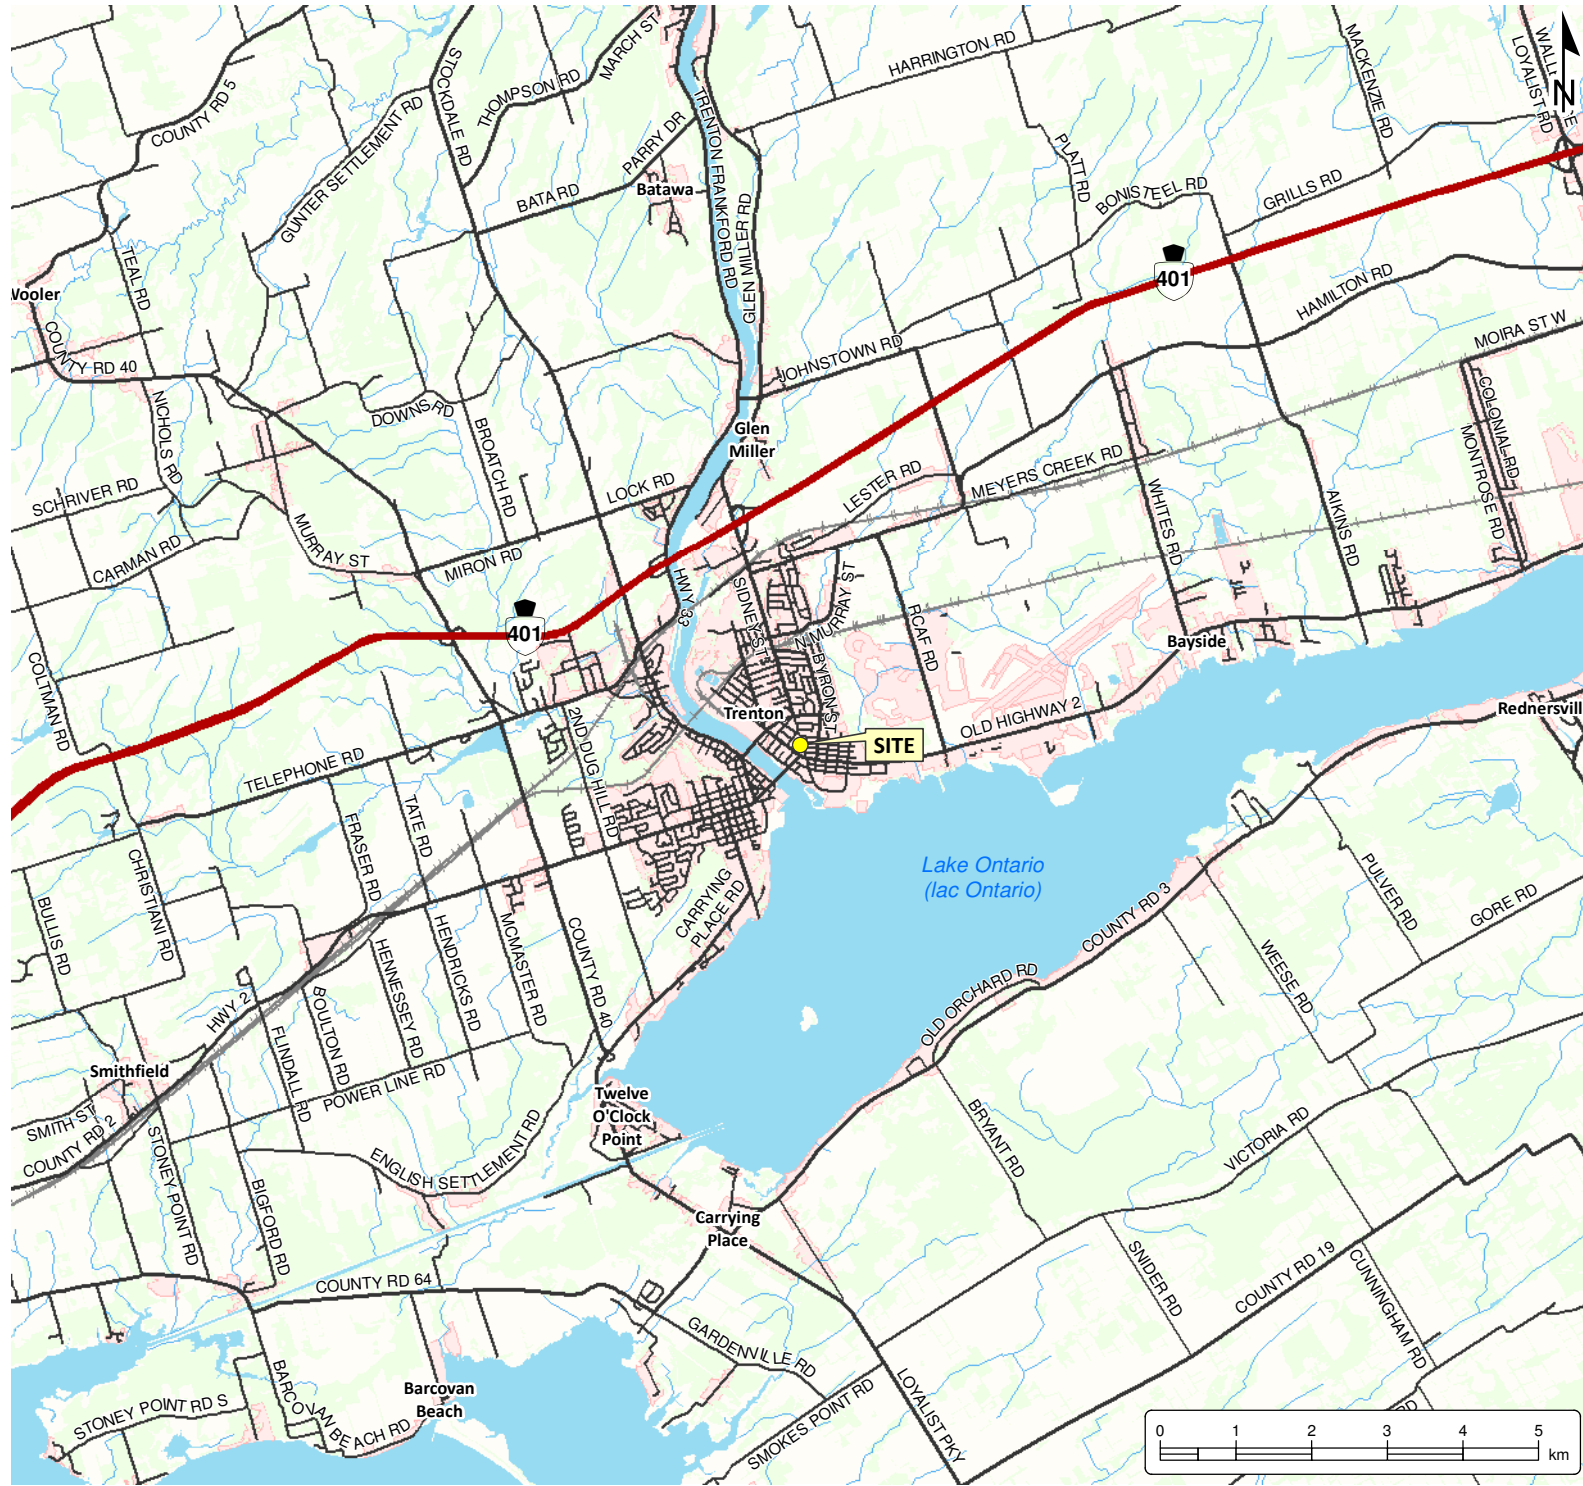 MARCH ST
HARRINGTON RD
MACKENZIE RD
LOYALIST RD
N
STOCKDALE RD
THOMPSON RD
COUNTY RD 5
GUNTER SETTLEMENT RD
TRENTON FRANKFORD RD
PARRY DR
PLATT RD
BATA RD
Batawa
BONISTEEL RD
GRILLS RD
GLEN MILLER RD
TEAL RD
401
HAMILTON RD
Wooler
COUNTY RD 40
MOIRA ST W
JOHNSTOWN RD
NICHOLS RD
DOWNS RD
COLONIAL RD
BROATCH RD
Glen
Miller
MONTROSE RD
SCHRIVER RD
LOCK RD
LESTER RD
MEYERS CREEK RD
WHITES RD
AIKINS RD
MURRAY ST
CARMAN RD
MIRON RD
HWY 33
SIDNEY ST
N MURRAY ST
RCAF RD
401
Bayside
COLTMAN RD
BYRON ST
Trenton
OLD HIGHWAY 2
Rednersvill
2ND DUG HILL RD
SITE
TELEPHONE RD
TATE RD
FRASER RD
CHRISTIANI RD
Lake Ontario
(lac Ontario)
PULVER RD
BULLIS RD
CARRYING
PLACE RD
COUNTY RD 3
GORE RD
HENDRICKS RD
MCMASTER RD
COUNTY RD 40
HENNESSEY RD
WEESE RD
OLD ORCHARD RD
HWY 2
BOULTON RD
FLINDALL RD
Smithfield
POWER LINE RD
Twelve
O'Clock
Point
SMITH ST
COUNTY RD 2
BRYANT RD
VICTORIA RD
STONEY POINT RD
ENGLISH SETTLEMENT RD
BIGFORD RD
Carrying
Place
SNIDER RD
COUNTY RD 19
CUNNINGHAM RD
COUNTY RD 64
GARDENVILLE RD
LOYALIST PKY
Barcovan
Beach
STONEY POINT RD S
BARCOVAN BEACH RD
SMOKES POINT RD
RD
0 1 2 3 4 5
km